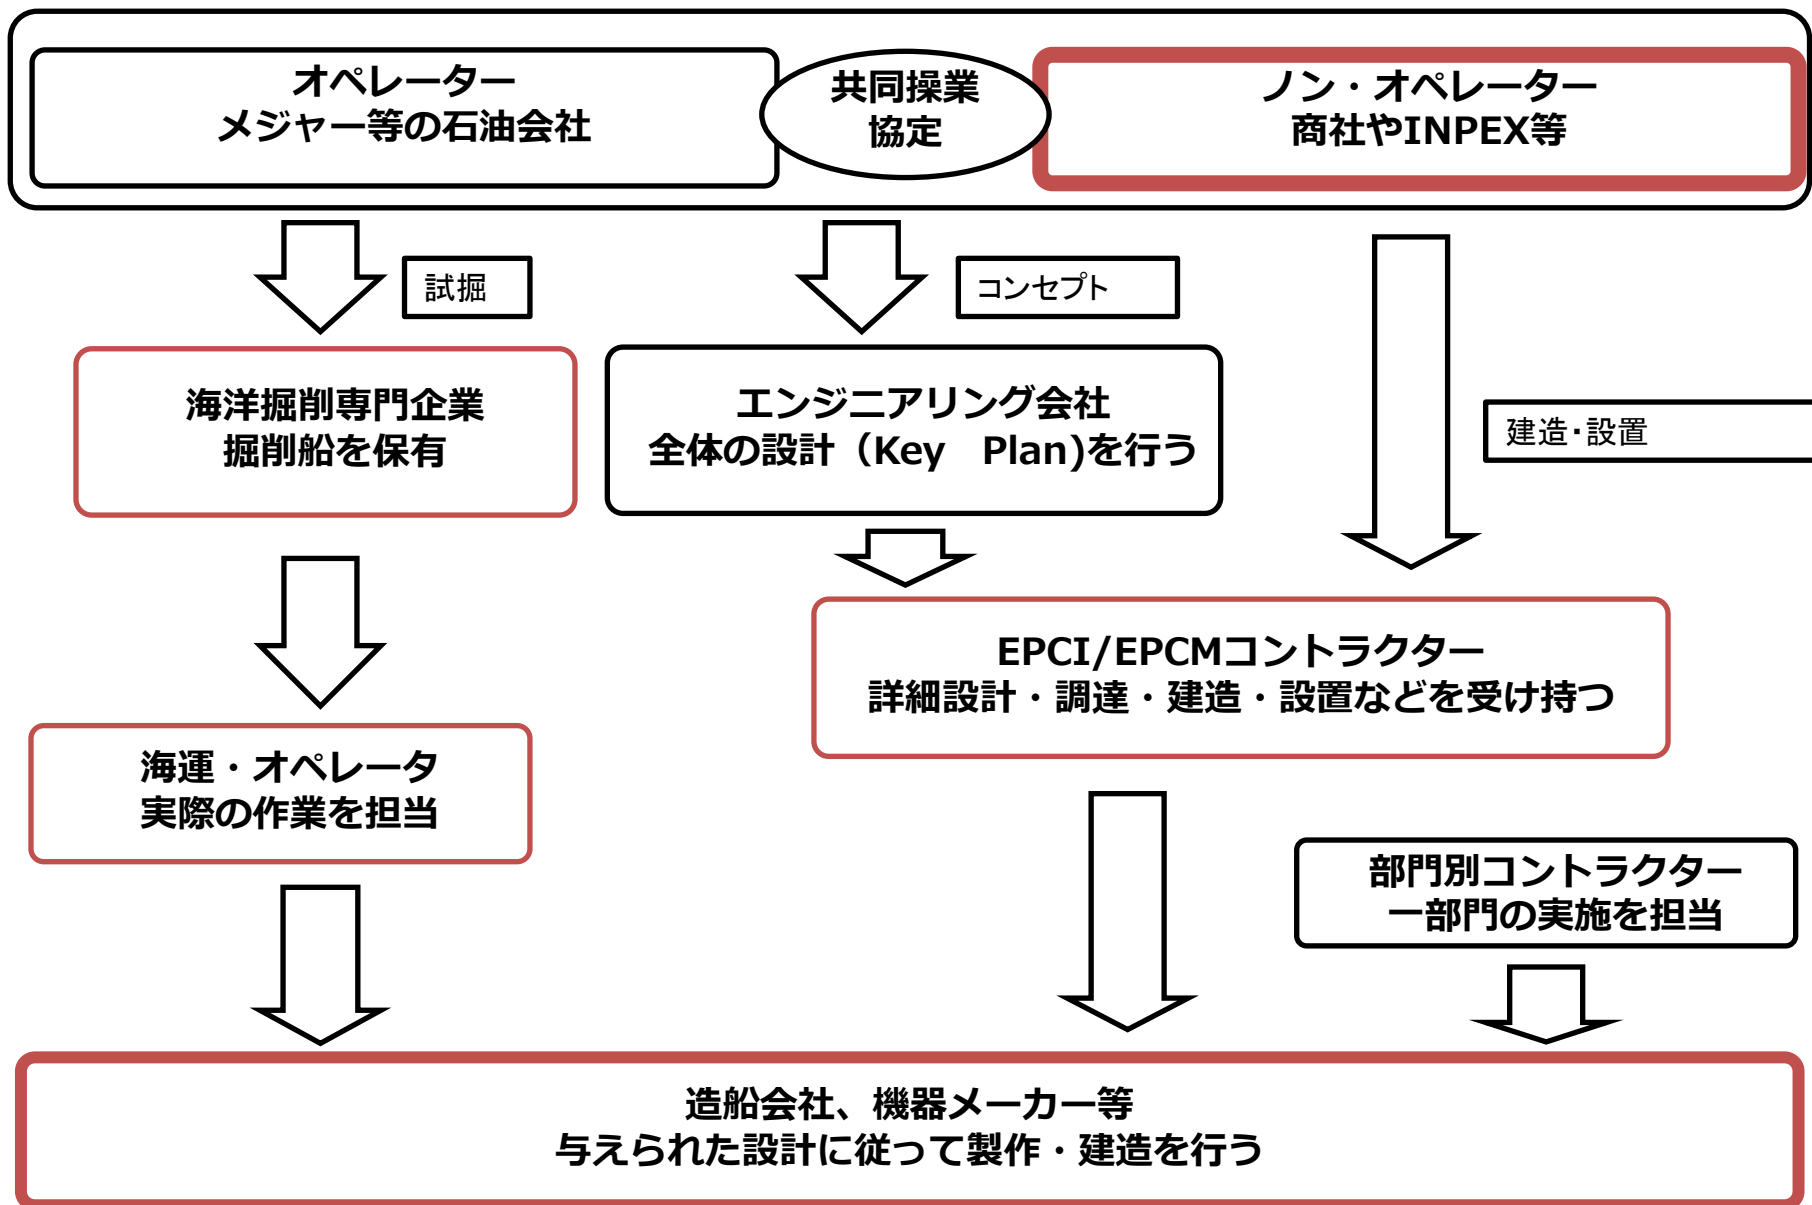 オペレーター
メジャー等の石油会社
共同操業
協定
ノン・オペレーター
商社やINPEX等
試掘
コンセプト
海洋掘削専門企業
掘削船を保有
エンジニアリング会社
全体の設計（Key　Plan)を行う
建造・設置
EPCI/EPCMコントラクター
詳細設計・調達・建造・設置などを受け持つ
海運・オペレータ
実際の作業を担当
部門別コントラクター
一部門の実施を担当
造船会社、機器メーカー等
与えられた設計に従って製作・建造を行う